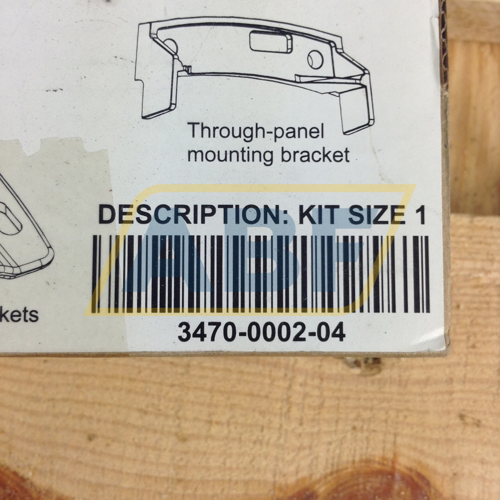 Through-panel
mounting bracket
DESCRIPTION: KIT SIZE 1
ABF
kets
3470-0002-04